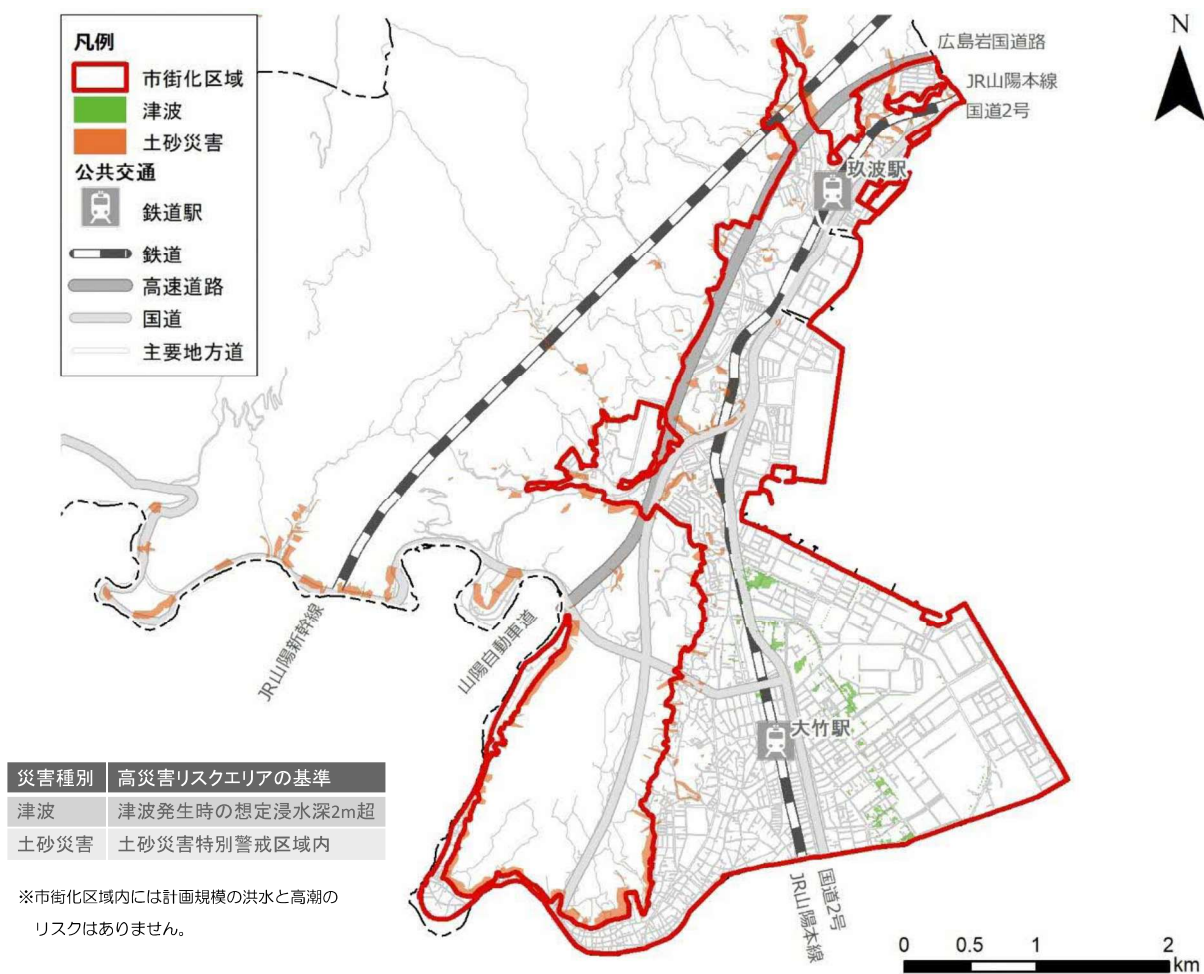 凡例
市街化区域
津波
土砂災害
公共交通
鉄道駅
鉄道
高速道路
国道
主要地方道
N
広島岩国道路
JR山陽本線
国道2号
玖波駅
JR山陽新幹線
山陽自動車道
大竹駅
JR山陽本線
国道2号
災害種別 高災害リスクエリアの基準
津波 津波発生時の想定浸水深2m超
土砂災害 土砂災害特別警戒区域内
※市街化区域内には計画規模の洪水と高潮の
リスクはありません。
0 0.5 1 2
km